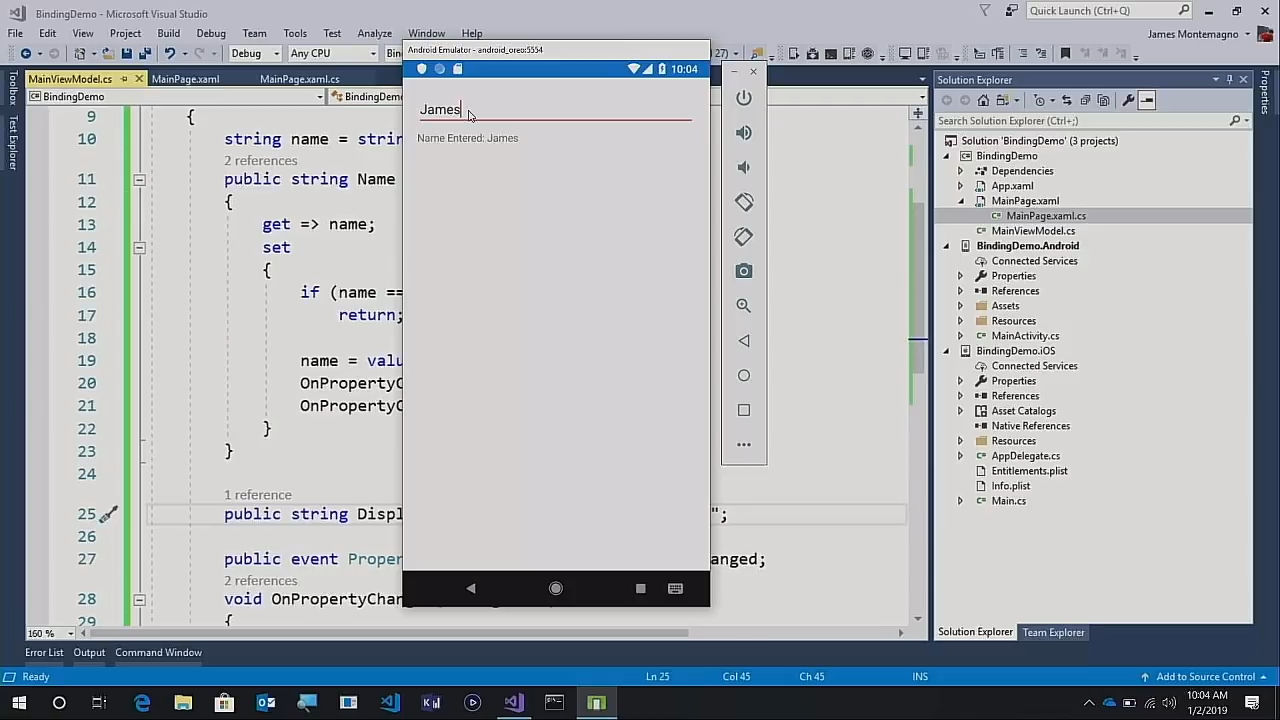 BindingDemo - Microsoft Visual Studio
Quick Launch (Ctrl+Q)
File Edit View Project Build Debug Team Tools Test Analyze Window Help
James Montemagno
Debug
Any CPU
27)
MainViewModel.cs
MainPage.xaml
MainPage.xaml.cs
BindingDemo
BindingDemo
Toolbox
Test Explorer
9 {
10 string name = strin
2 references
11 public string Name
12 {
13 get => name;
14 set
15 {
16 if (name ==
17 return;
18
19 name = valu
20 OnPropertyC
21 OnPropertyC
22 }
23 }
24
1 reference
25 public string Displ ";
26
27 public event Proper anged;
2 references
28 void OnPropertyChan
29 {
160 %
Android Emulator - android_oreo:5554
10:04
James
Name Entered: James
Solution Explorer
Search Solution Explorer (Ctrl+;)
Solution 'BindingDemo' (3 projects)
BindingDemo
Dependencies
App.xaml
MainPage.xaml
MainPage.xaml.cs
MainViewModel.cs
BindingDemo.Android
Connected Services
Properties
References
Assets
Resources
MainActivity.cs
BindingDemo.iOS
Connected Services
Properties
References
Asset Catalogs
Native References
Resources
AppDelegate.cs
Entitlements.plist
Info.plist
Main.cs
Solution Explorer
Team Explorer
Properties
Error List Output Command Window
Ready
Ln 25
Col 45
Ch 45
INS
Add to Source Control
10:04 AM
1/2/2019